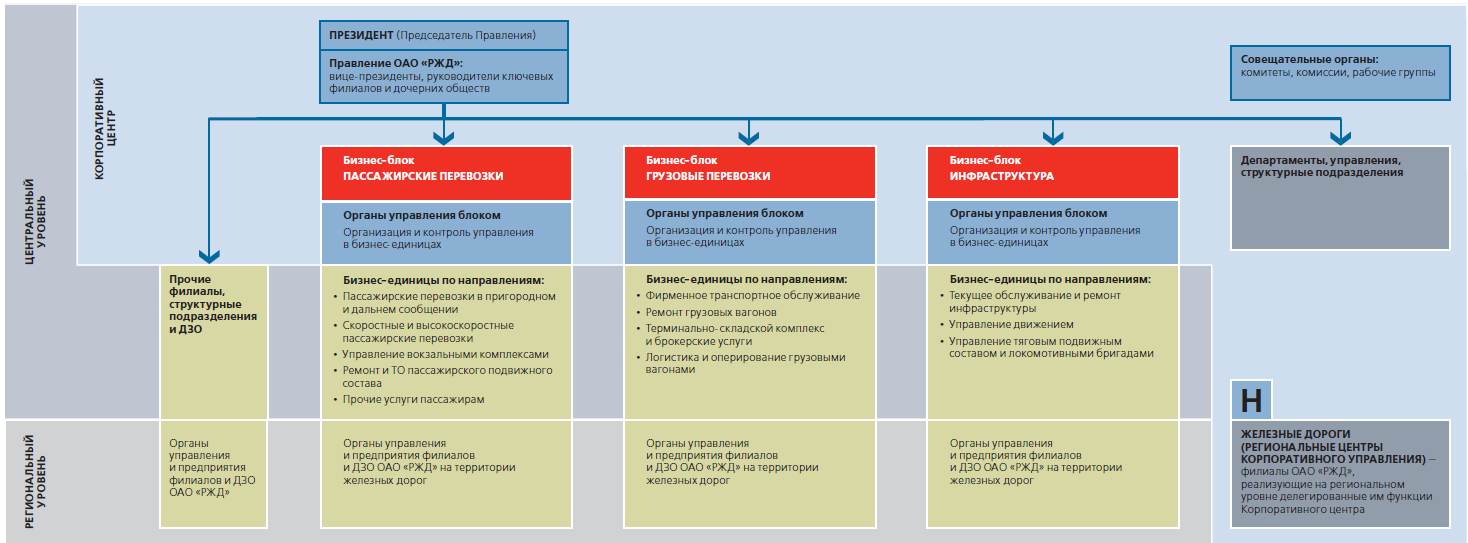 ЦЕНТРАЛЬНЫЙ
УРОВЕНЬ
КОРПОРАТИВНЫЙ
ЦЕНТР
ПРЕЗИДЕНТ (Председатель Правления)
Правление ОАО «РЖД»:
вице-президенты, руководители ключевых
филиалов и дочерних обществ
Совещательные органы:
комитеты, комиссии, рабочие группы
Бизнес-блок
ПАССАЖИРСКИЕ ПЕРЕВОЗКИ
Органы управления блоком
Организация и контроль управления
в бизнес-единицах
Бизнес-блок
ГРУЗОВЫЕ ПЕРЕВОЗКИ
Органы управления блоком
Организация и контроль управления
в бизнес-единицах
Бизнес-блок
ИНФРАСТРУКТУРА
Органы управления блоком
Организация и контроль управления
в бизнес-единицах
Департаменты, управления,
структурные подразделения
Прочие
филиалы,
структурные
подразделения
и ДЗО
Бизнес-единицы по направлениям:
• Пассажирские перевозки в пригородном
и дальнем сообщении
• Скоростные и высокоскоростные
пассажирские перевозки
• Управление вокзальными комплексами
• Ремонт и ТО пассажирского подвижного
состава
• Прочие услуги пассажирам
Бизнес-единицы по направлениям:
• Фирменное транспортное обслуживание
• Ремонт грузовых вагонов
• Терминально-складской комплекс
и брокерские услуги
• Логистика и оперирование грузовыми
вагонами
Бизнес-единицы по направлениям:
• Текущее обслуживание и ремонт
инфраструктуры
• Управление движением
• Управление тяговым подвижным
составом и локомотивными бригадами
РЕГИОНАЛЬНЫЙ
УРОВЕНЬ
Органы
управления
и предприятия
филиалов и ДЗО
ОАО «РЖД»
Органы управления
и предприятия филиалов
и ДЗО ОАО «РЖД» на территории
железных дорог
Органы управления
и предприятия филиалов
и ДЗО ОАО «РЖД» на территории
железных дорог
Органы управления
и предприятия филиалов
и ДЗО ОАО «РЖД» на территории
железных дорог
Н
ЖЕЛЕЗНЫЕ ДОРОГИ
(РЕГИОНАЛЬНЫЕ ЦЕНТРЫ
КОРПОРАТИВНОГО УПРАВЛЕНИЯ) –
филиалы ОАО «РЖД»,
реализующие на региональном
уровне делегированные им функции
Корпоративного центра